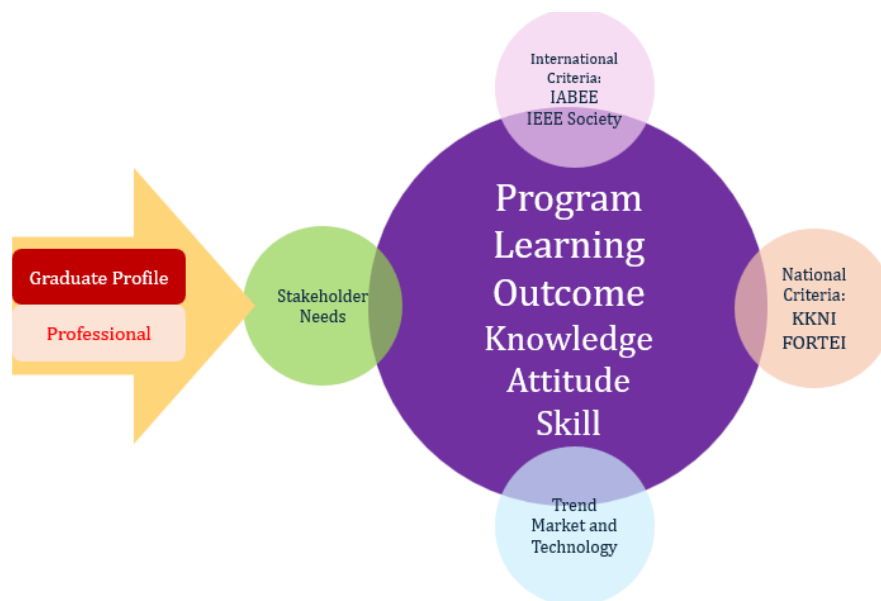 International
Criteria:
IABEE
IEEE Society
Program
Learning
Outcome
Knowledge
Attitude
Skill
Graduate Profile
Professional
Stakeholder
Needs
National
Criteria:
KKNI
FORTEI
Trend
Market and
Technology